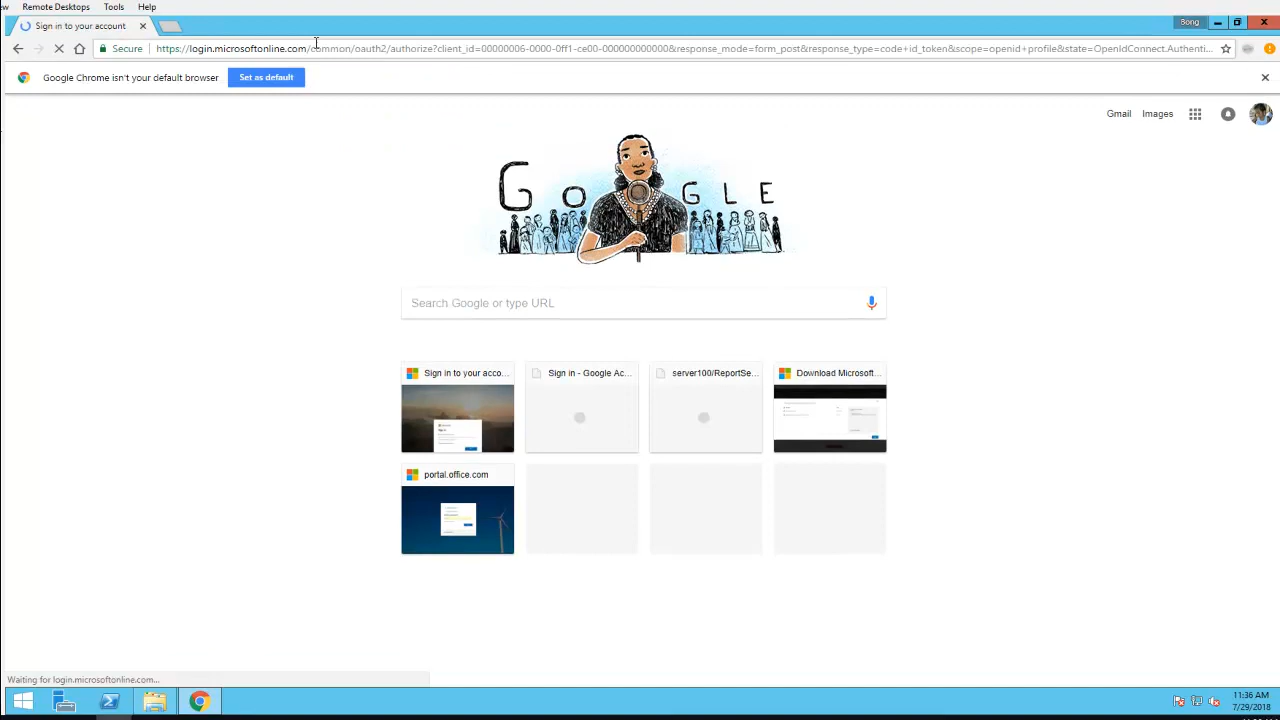 ew Remote Desktops Tools Help
Sign in to your account
Bong
Secure https://login.microsoftonline.com/common/oauth2/authorize?client_id=00000006-0000-0ff1-ce00-000000000000&response_mode=form_post&response_type=code+id_token&scope=openid+profile&state=OpenIdConnect.Authenti...
Google Chrome isn't your default browser Set as default
Gmail Images
GOOGLE
Search Google or type URL
Sign in to your acco... Sign in - Google Ac... server100/ReportSe... Download Microsoft...
portal.office.com
Waiting for login.microsoftonline.com...
11:36 AM
7/29/2018